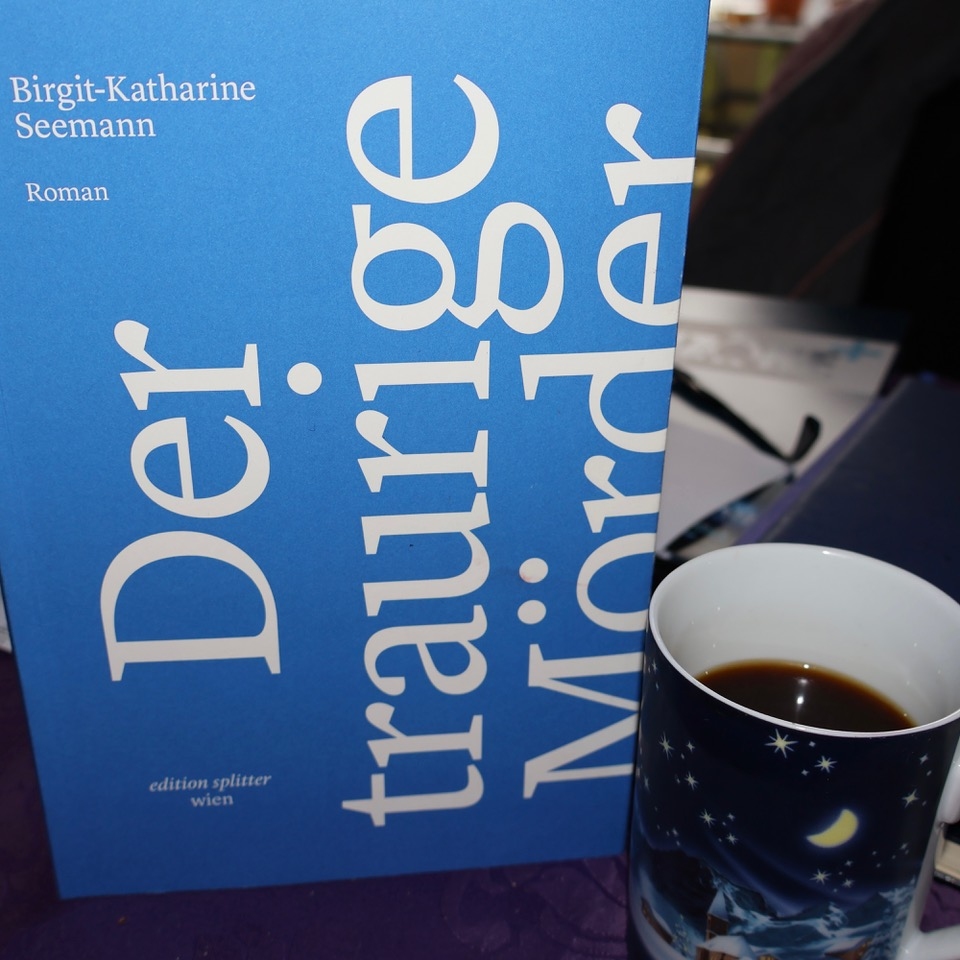 Birgit-Katharine
Seemann
Roman
Der
traurige
Mörder
edition splitter
wien